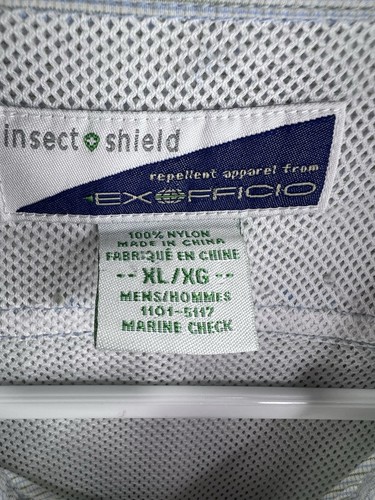 insect shield
repellent apparel from
EXOFFICIO
100% NYLON
MADE IN CHINA
FABRIQUÉ EN CHINE
-- XL/XG --
MENS/HOMMES
1101-5117
MARINE CHECK